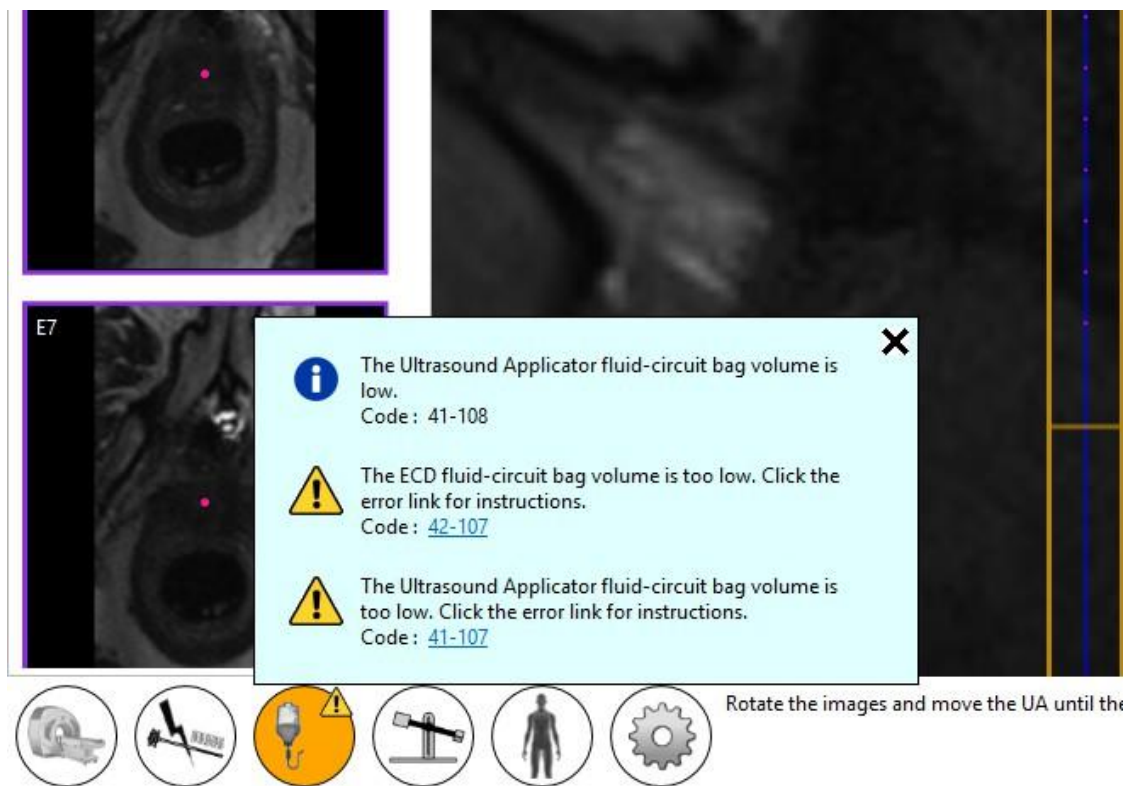 E7
The Ultrasound Applicator fluid-circuit bag volume is
low.
Code : 41-108
The ECD fluid-circuit bag volume is too low. Click the
error link for instructions.
Code : 42-107
The Ultrasound Applicator fluid-circuit bag volume is
too low. Click the error link for instructions.
Code : 41-107
Rotate the images and move the UA until the